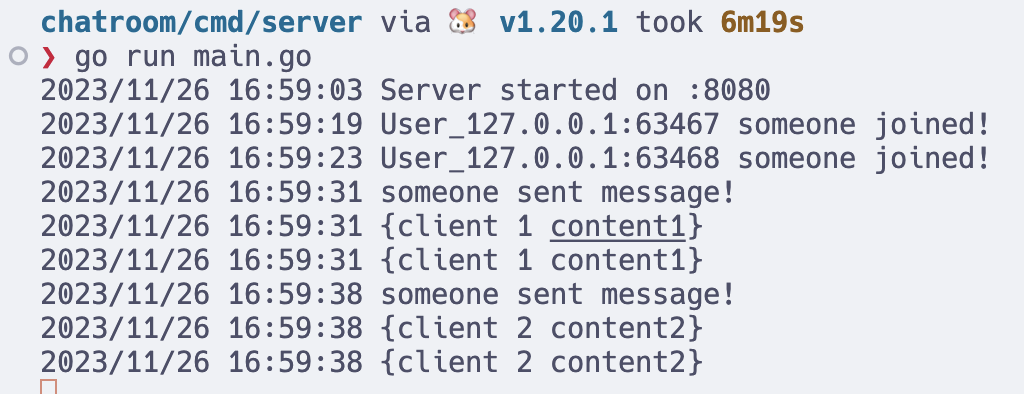 chatroom/cmd/server via 🐹 v1.20.1 took 6m19s
❯ go run main.go
2023/11/26 16:59:03 Server started on :8080
2023/11/26 16:59:19 User_127.0.0.1:63467 someone joined!
2023/11/26 16:59:23 User_127.0.0.1:63468 someone joined!
2023/11/26 16:59:31 someone sent message!
2023/11/26 16:59:31 {client 1 content1}
2023/11/26 16:59:31 {client 1 content1}
2023/11/26 16:59:38 someone sent message!
2023/11/26 16:59:38 {client 2 content2}
2023/11/26 16:59:38 {client 2 content2}